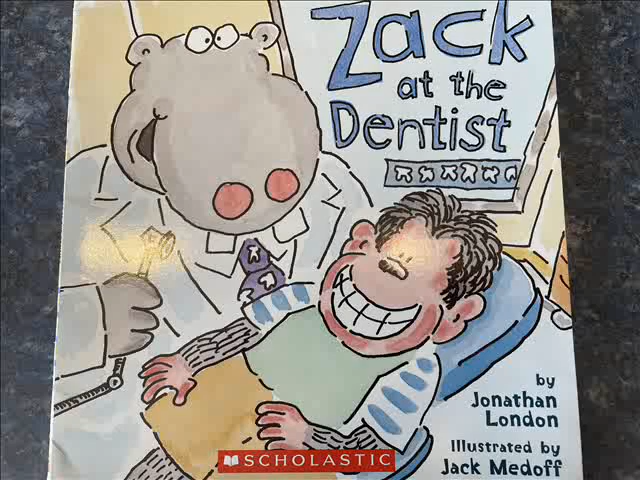 Zack
at the
Dentist
by
Jonathan
London
Illustrated by
Jack Medoff
SCHOLASTIC